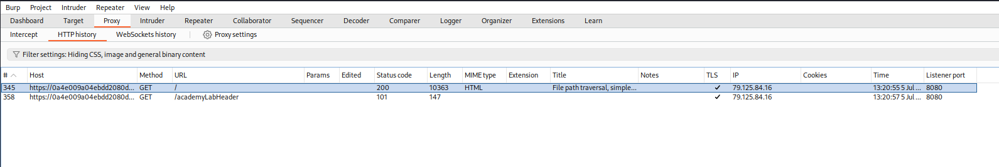 Burp Project Intruder Repeater View Help
Dashboard Target Proxy Intruder Repeater Collaborator Sequencer Decoder Comparer Logger Organizer Extensions Learn
Intercept HTTP history WebSockets history Proxy settings
Filter settings: Hiding CSS, image and general binary content
# Host Method URL Params Edited Status code Length MIME type Extension Title Notes TLS IP Cookies Time Listener port
345 https://0a4e009a04ebdd2080d... GET / 200 10363 HTML File path traversal, simple... ✓ 79.125.84.16 13:20:55 5 Jul ... 8080
358 https://0a4e009a04ebdd2080d... GET /academyLabHeader 101 147 ✓ 79.125.84.16 13:20:57 5 Jul ... 8080